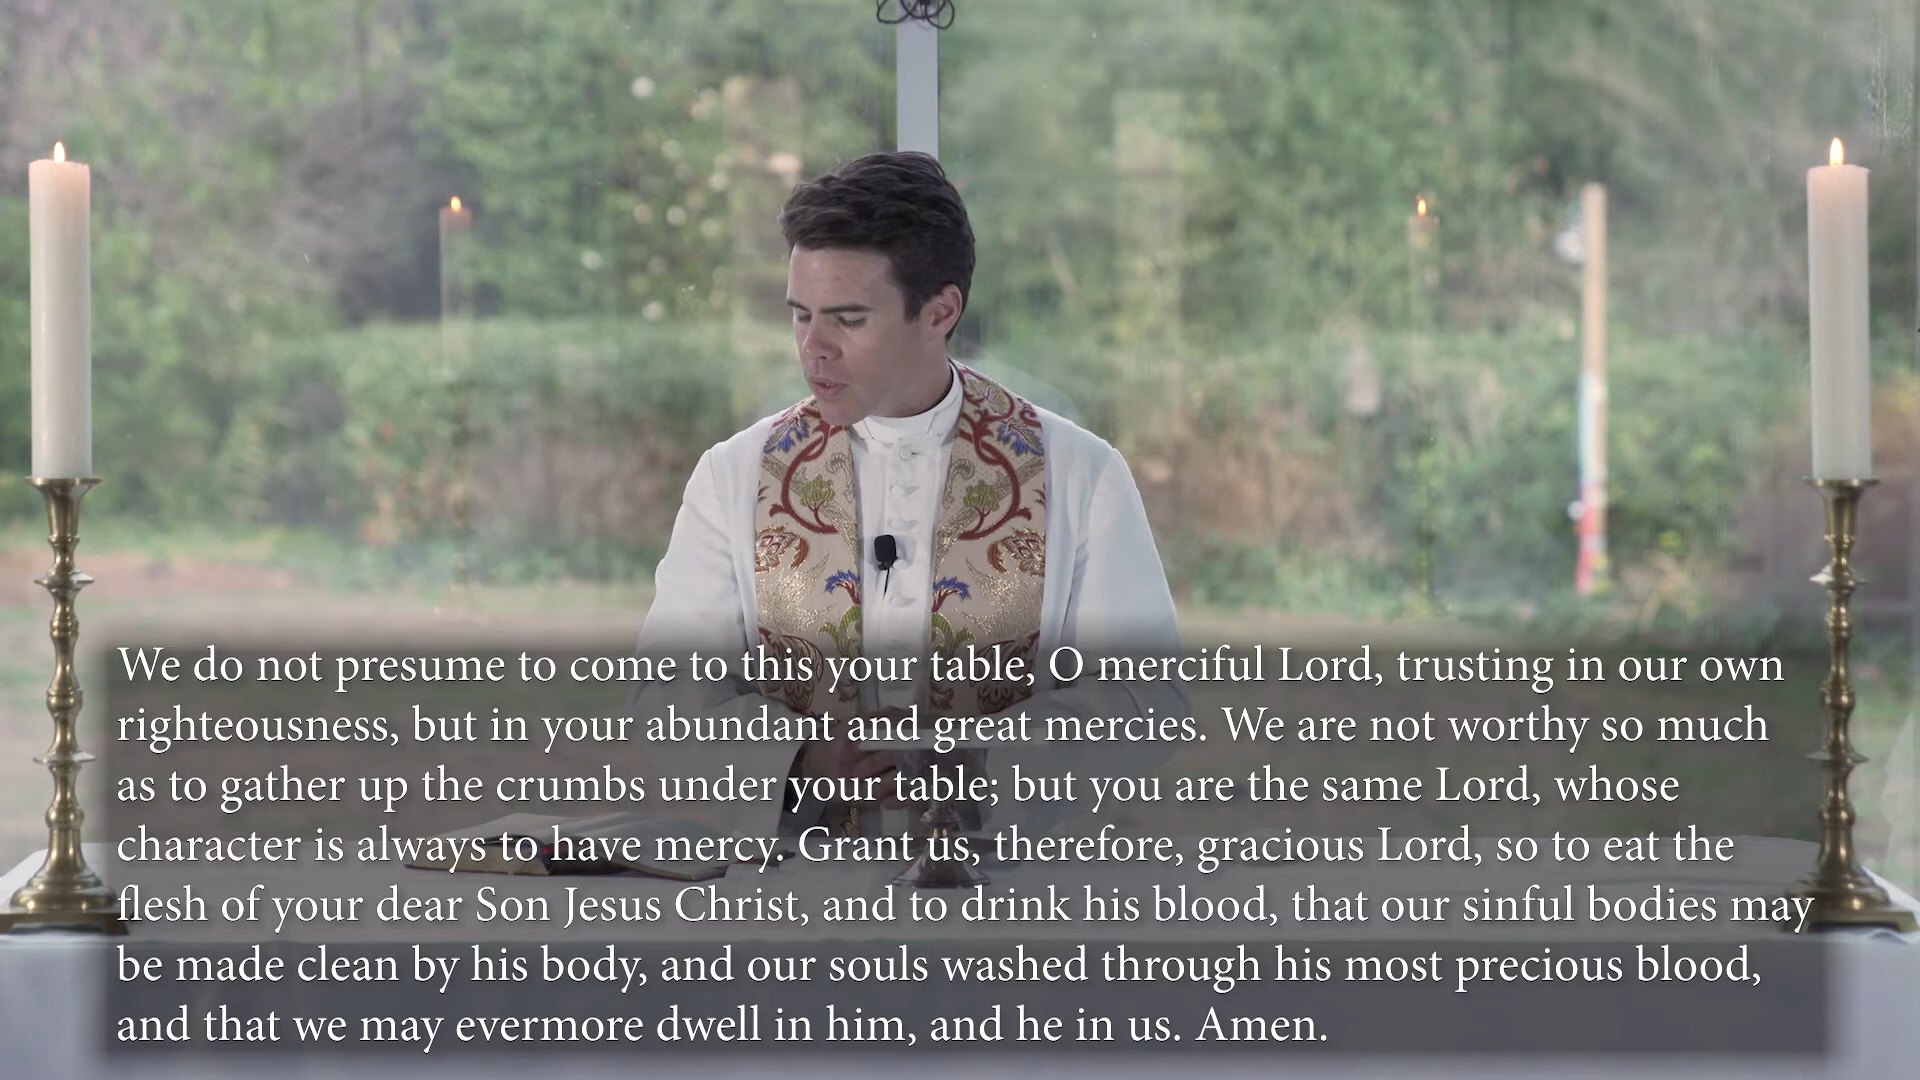 We do not presume to come to this your table, O merciful Lord, trusting in our own
righteousness, but in your abundant and great mercies. We are not worthy so much
as to gather up the crumbs under your table; but you are the same Lord, whose
character is always to have mercy. Grant us, therefore, gracious Lord, so to eat the
flesh of your dear Son Jesus Christ, and to drink his blood, that our sinful bodies may
be made clean by his body, and our souls washed through his most precious blood,
and that we may evermore dwell in him, and he in us. Amen.